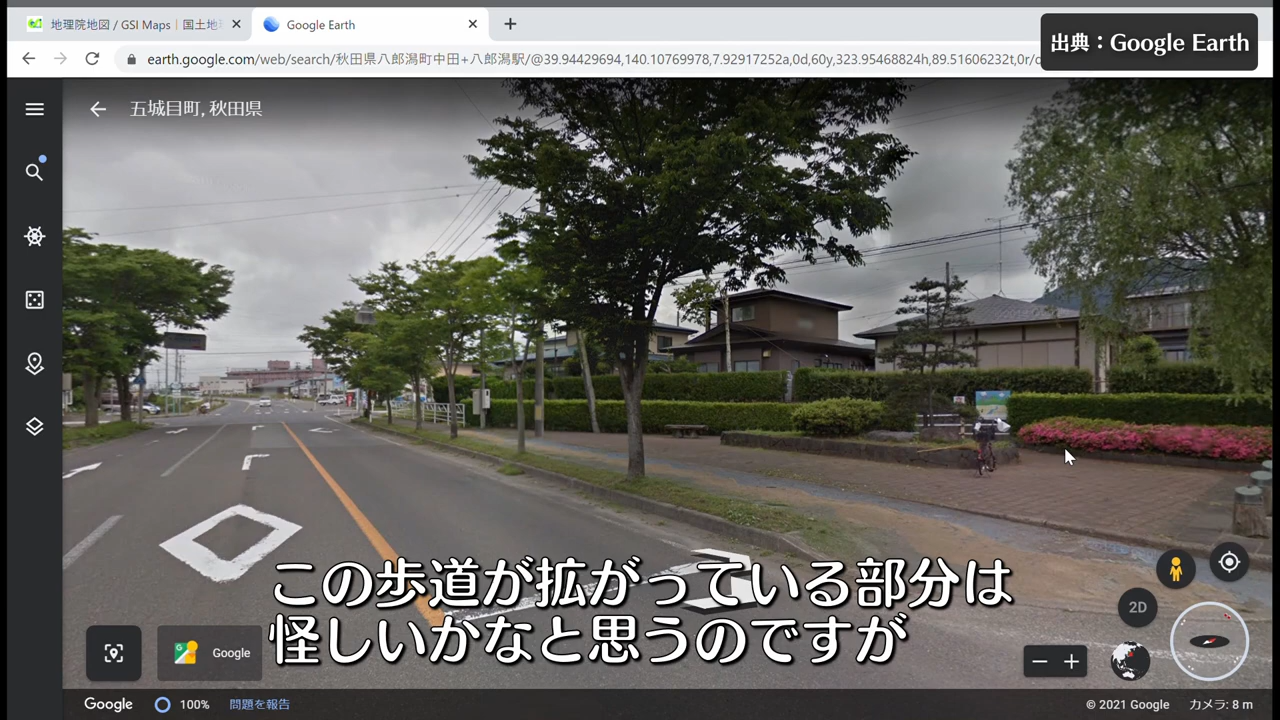 地理院地図 / GSI Maps｜国土地理
Google Earth
出典：Google Earth
earth.google.com/web/search/秋田県八郎潟町中田+八郎潟駅/@39.94429694,140.10769978,7.92917252a,0d,60y,323.95468824h,89.51606232t,0r/d
五城目町, 秋田県
この歩道が拡がっている部分は
怪しいかなと思うのですが
2D
Google
Google
100%
問題を報告
© 2021 Google
カメラ: 8 m